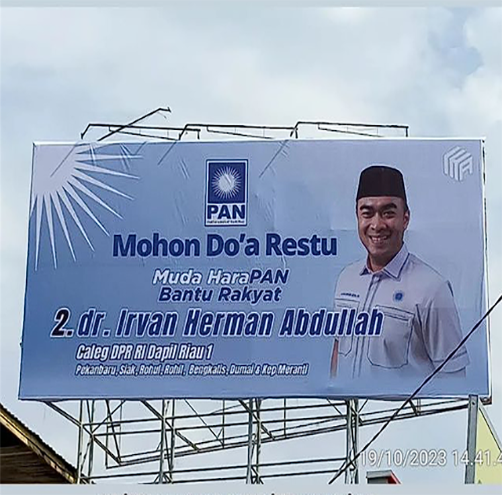 PAN
Mohon Do'a Restu
Muda HaraPAN
Bantu Rakyat
2. dr. Irvan Herman Abdullah
Caleg DPR RI Dapil Riau 1
Pekanbaru, Siak, Rohul, Rohil, Bengkalis, Dumai & Kep Meranti
19/10/2023 14.41.4